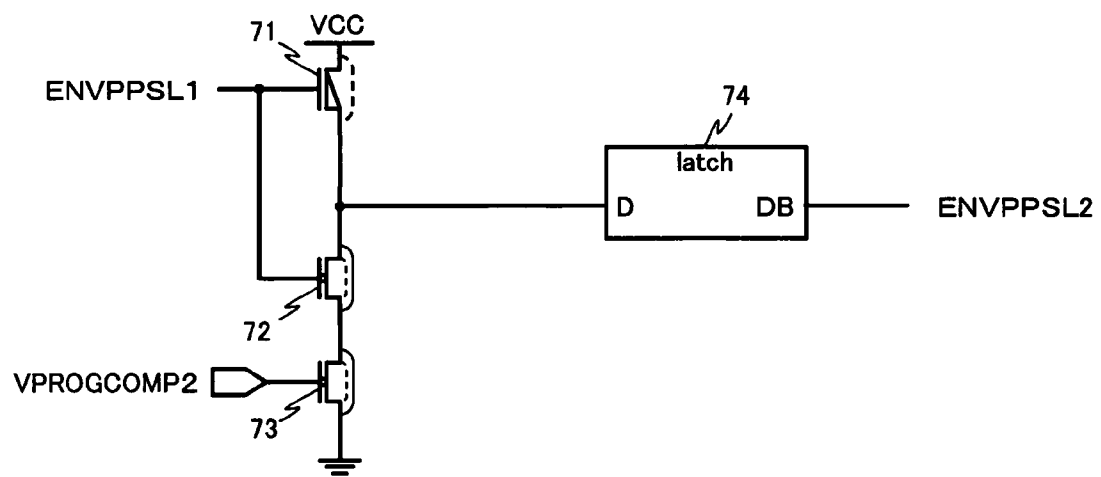 71
VCC
ENVPPSL1
74
latch
D
DB
ENVPPSL2
72
VPROGCOMP2
73